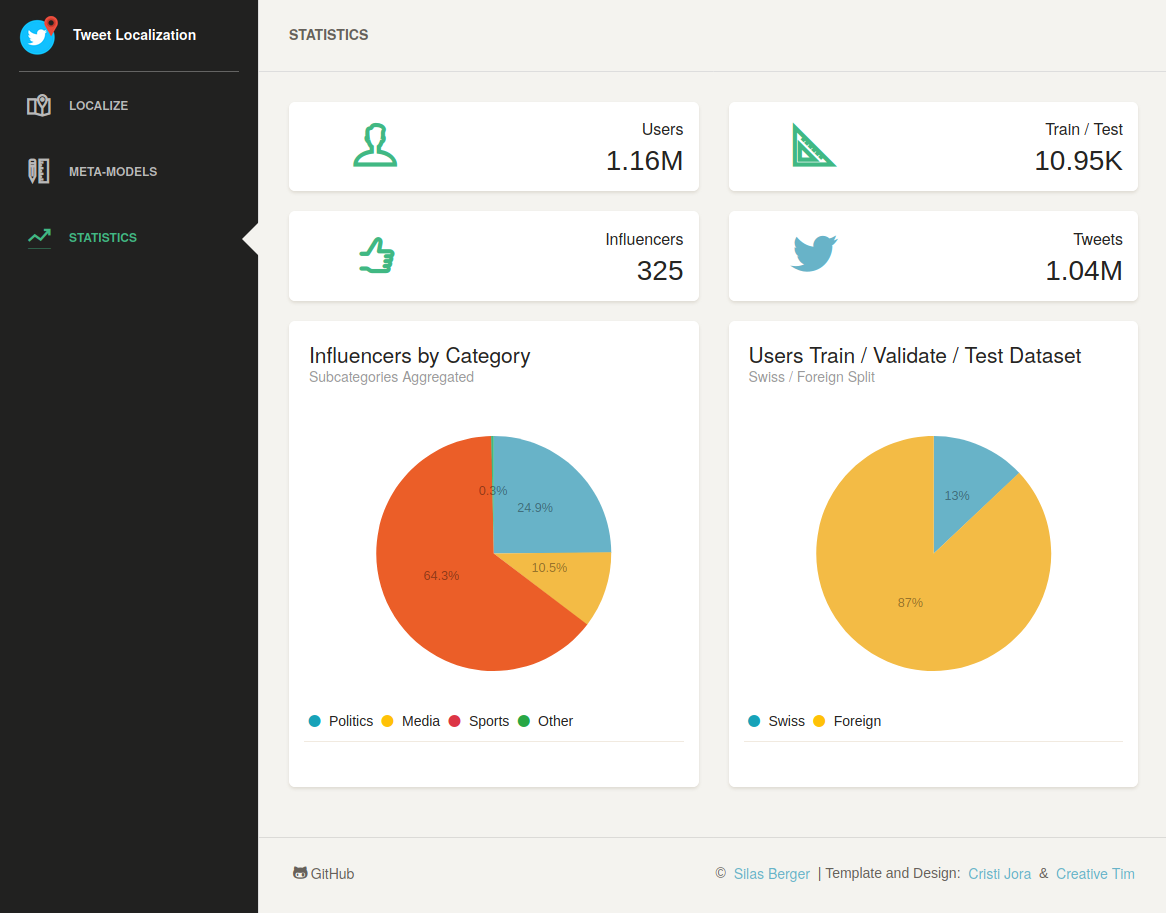 Tweet Localization
LOCALIZE
META-MODELS
STATISTICS
STATISTICS
Users
1.16M
Train / Test
10.95K
Influencers
325
Tweets
1.04M
Influencers by Category
Subcategories Aggregated
0.3%
24.9%
10.5%
64.3%
Politics Media Sports Other
Users Train / Validate / Test Dataset
Swiss / Foreign Split
13%
87%
Swiss Foreign
GitHub
© Silas Berger | Template and Design: Cristi Jora & Creative Tim